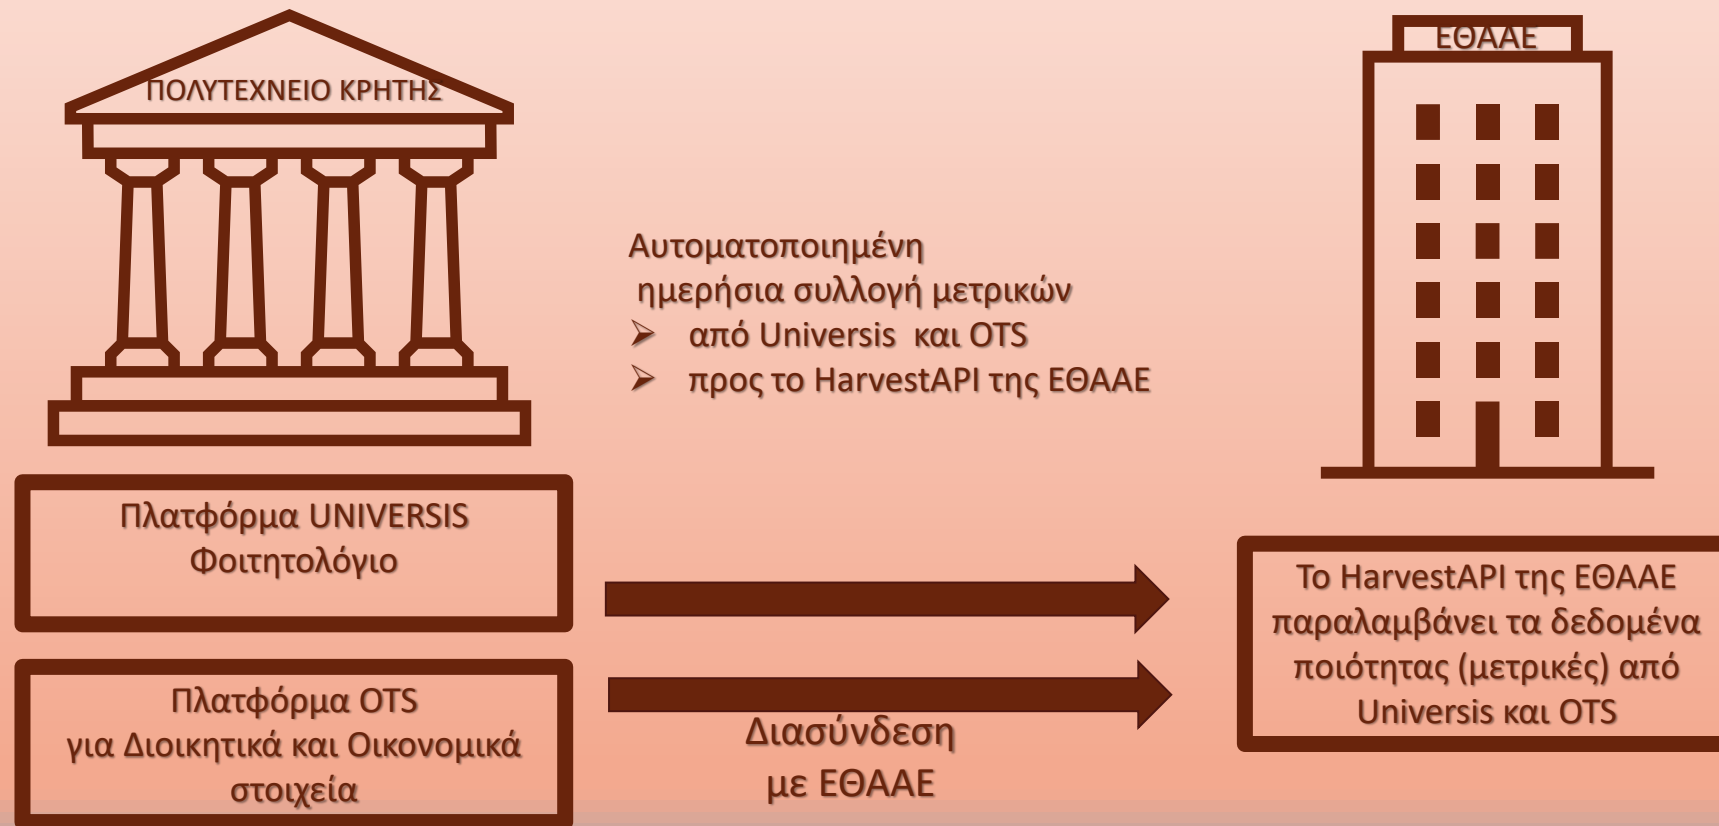 ΠΟΛΥΤΕΧΝΕΙΟ ΚΡΗΤΗΣ
ΕΘΑΑΕ
Αυτοματοποιημένη
ημερήσια συλλογή μετρικών
➢ από Universis και OTS
➢ προς το HarvestAPI της ΕΘΑΑΕ
Πλατφόρμα UNIVERSIS
Φοιτητολόγιο
Πλατφόρμα OTS
για Διοικητικά και Οικονομικά
στοιχεία
Διασύνδεση
με ΕΘΑΑΕ
Το HarvestAPI της ΕΘΑΑΕ
παραλαμβάνει τα δεδομένα
ποιότητας (μετρικές) από
Universis και OTS